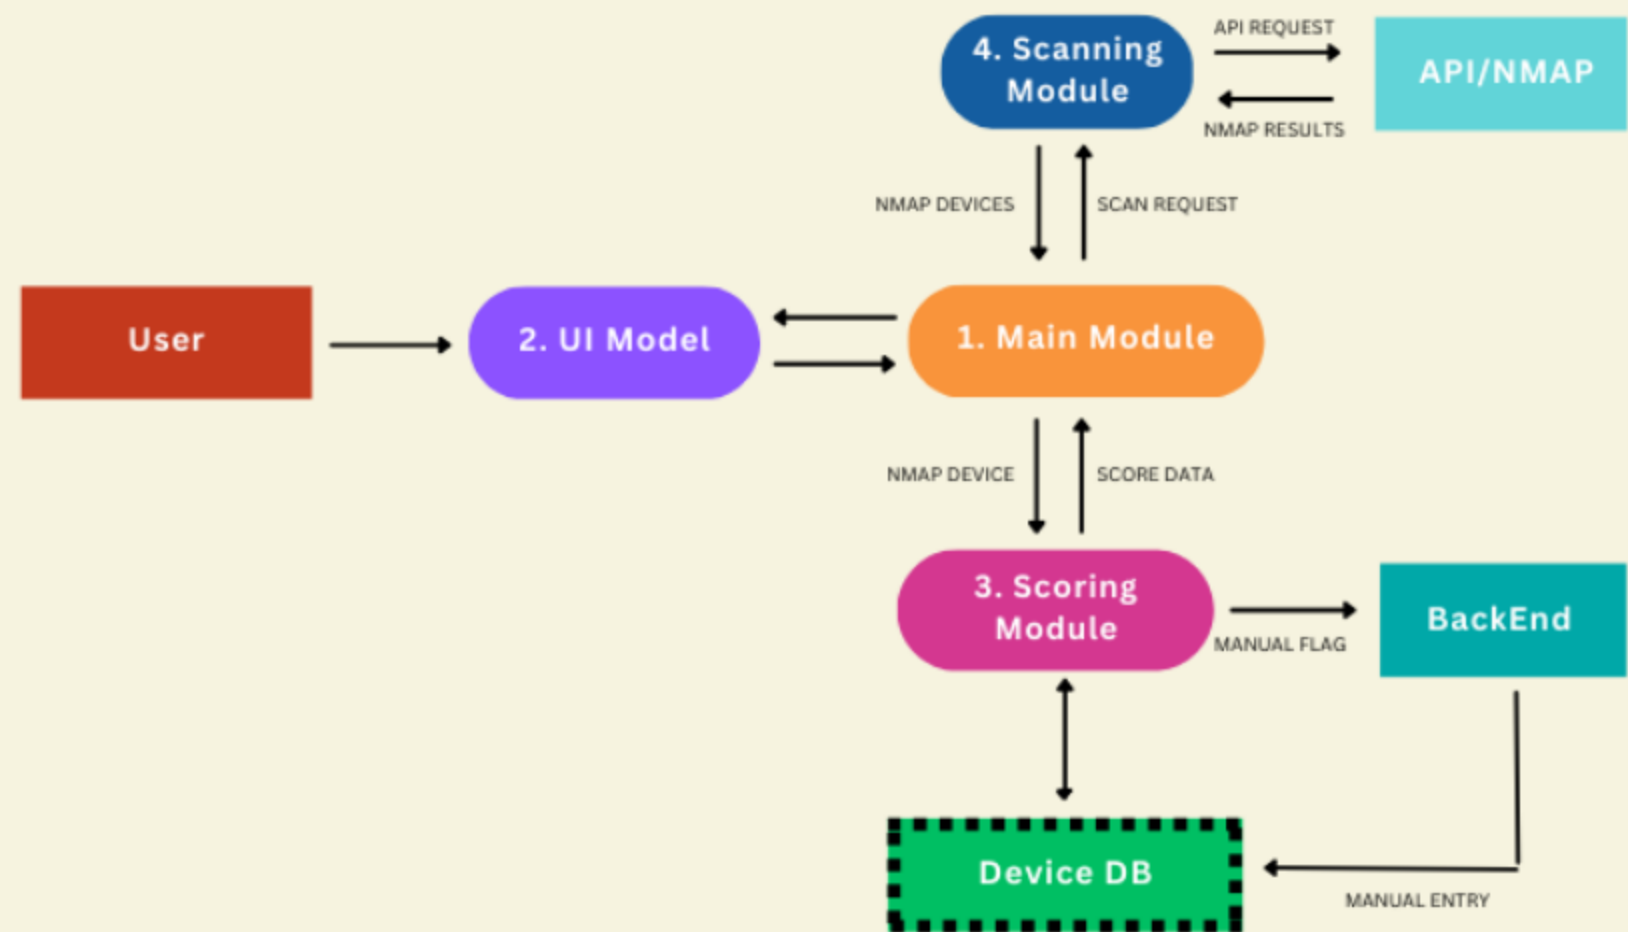 4. Scanning
Module
API REQUEST
API/NMAP
NMAP RESULTS
NMAP DEVICES
SCAN REQUEST
User
2. UI Model
1. Main Module
NMAP DEVICE
SCORE DATA
3. Scoring
Module
MANUAL FLAG
BackEnd
Device DB
MANUAL ENTRY